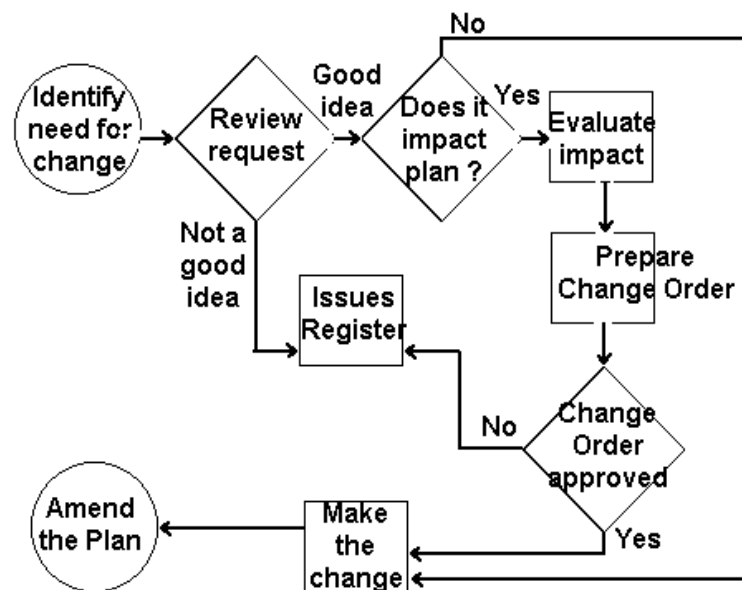 No
Identify
need for
change
Review
request
Good
idea
Does it
impact
plan ?
Yes
Evaluate
impact
Not a
good
idea
Issues
Register
Prepare
Change Order
No
Change
Order
approved
Amend
the Plan
Make
the
change
Yes